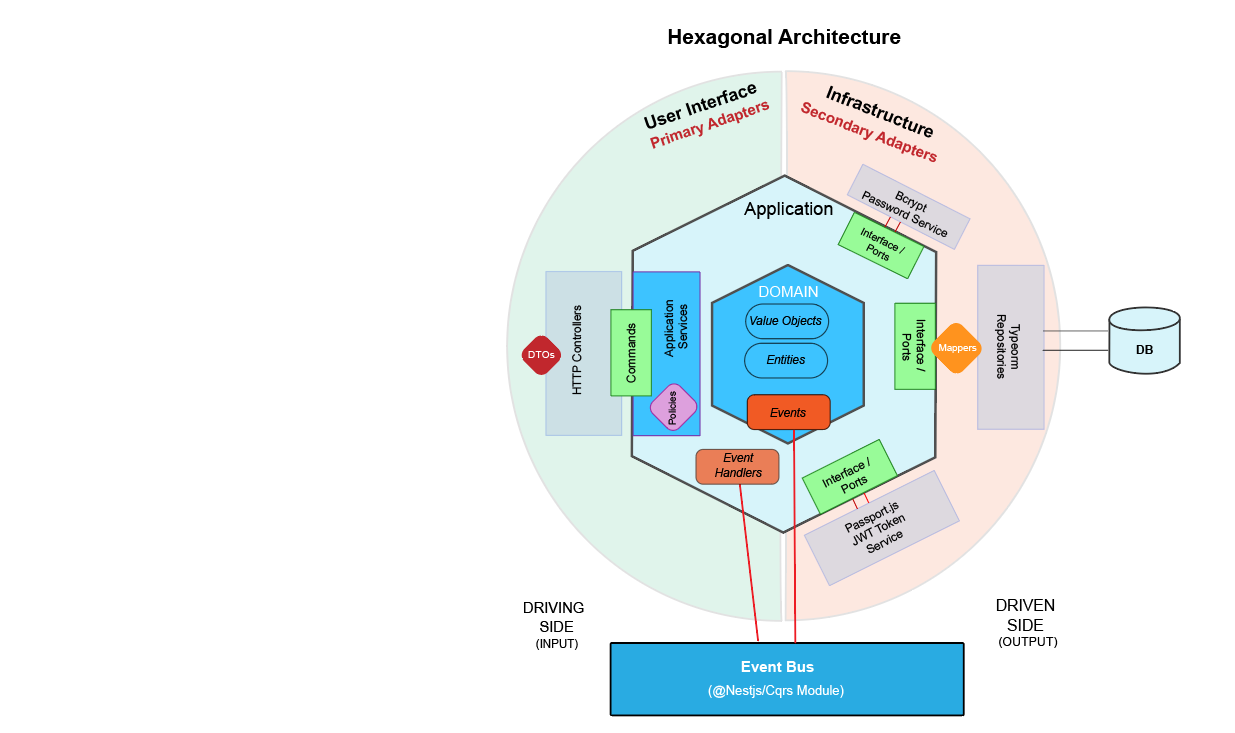 Hexagonal Architecture
User Interface
Primary Adapters
Infrastructure
Secondary Adapters
Bcrypt
Password Service
Application
Interface /
Ports
DOMAIN
Value Objects
Entities
Events
DTOs
HTTP Controllers
Commands
Application
Services
Policies
Interface /
Ports
Mappers
Typeorm
Repositories
DB
Event
Handlers
Interface /
Ports
Passport.js
JWT Token
Service
DRIVING
SIDE
(INPUT)
DRIVEN
SIDE
(OUTPUT)
Event Bus
(@Nestjs/Cqrs Module)